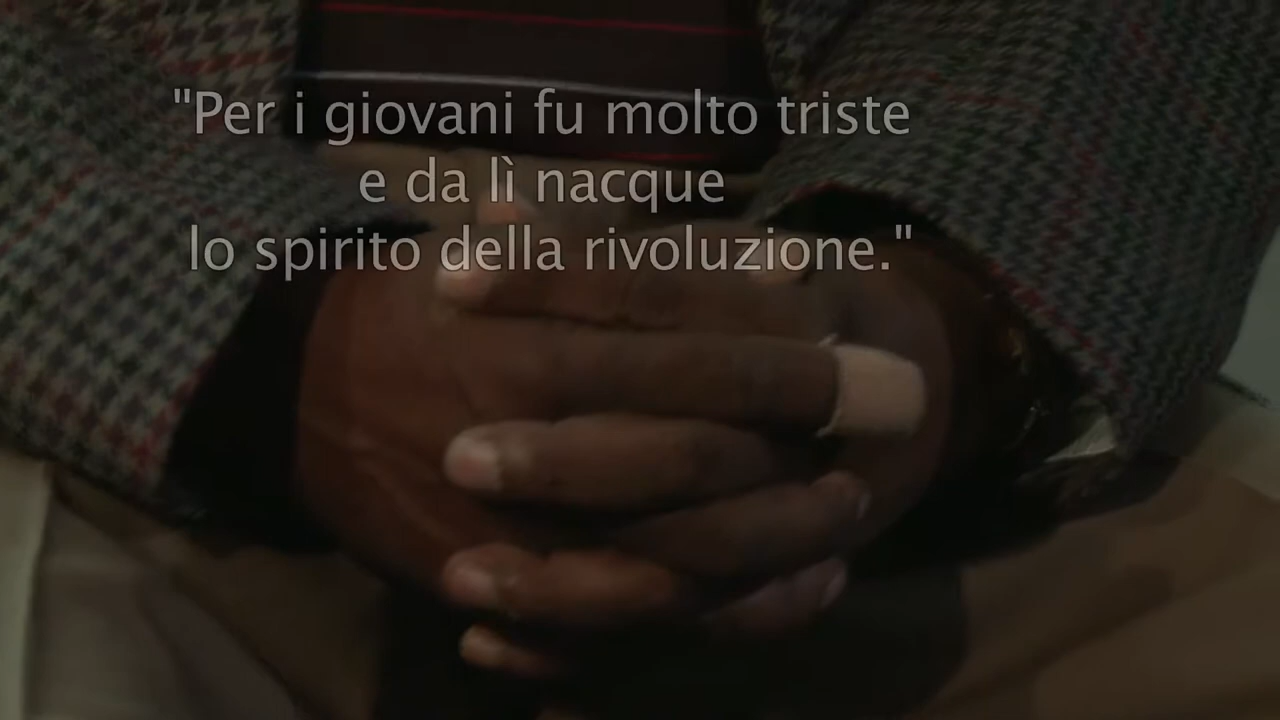 "Per i giovani fu molto triste
e da lì nacque
lo spirito della rivoluzione."